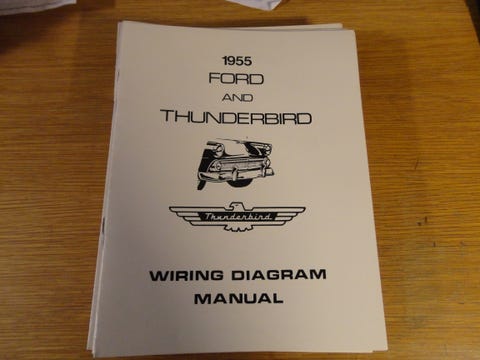 1955
FORD
AND
THUNDERBIRD
Thunderbird
WIRING DIAGRAM
MANUAL